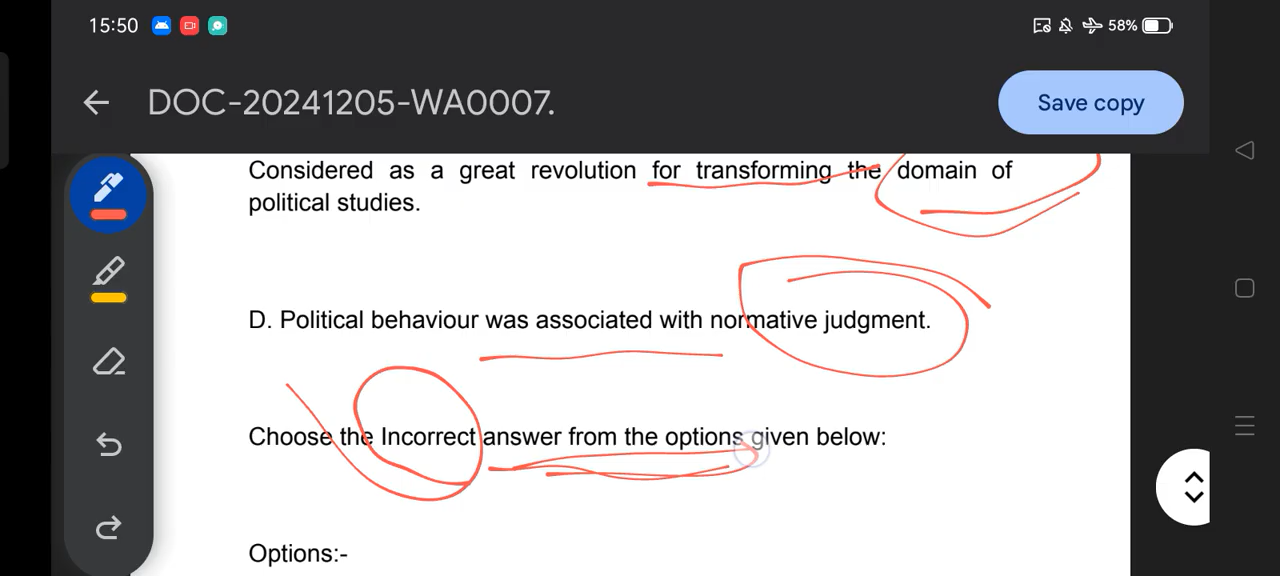 15:50
58%
DOC-20241205-WA0007.
Save copy
Considered as a great revolution for transforming the domain of
political studies.
D. Political behaviour was associated with normative judgment.
Choose the Incorrect answer from the options given below:
Options:-